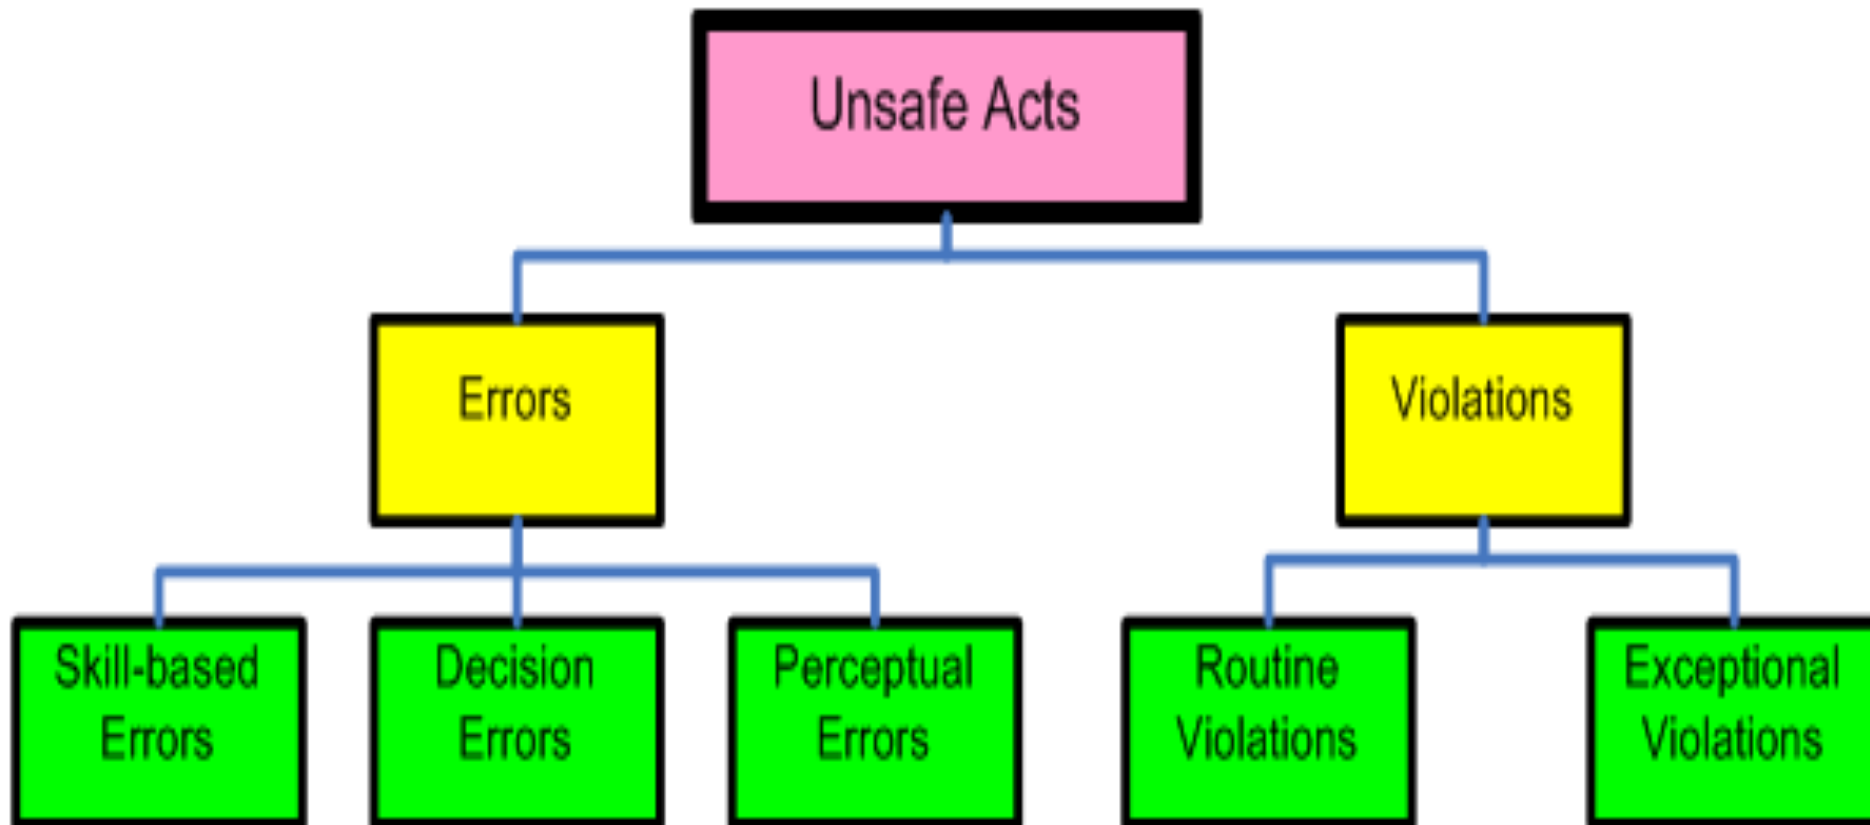 Unsafe Acts
Errors
Violations
Skill-based
Errors
Decision
Errors
Perceptual
Errors
Routine
Violations
Exceptional
Violations